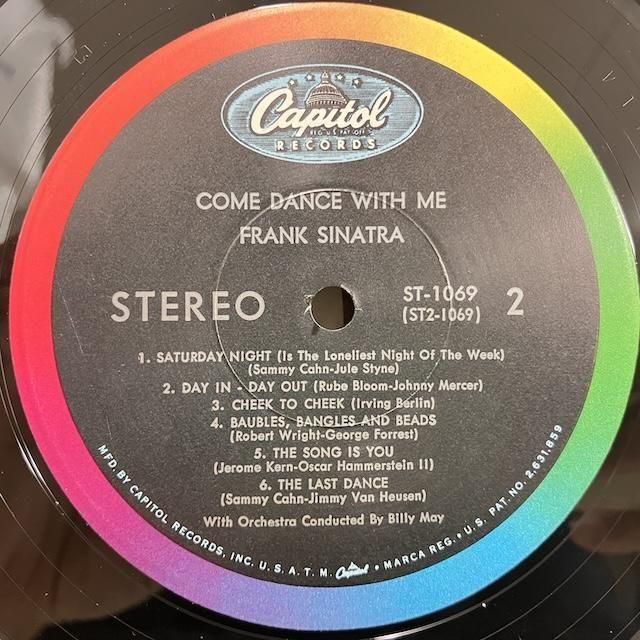 Capitol
REG. U.S. PAT. OFF.
RECORDS
COME DANCE WITH ME
FRANK SINATRA
STEREO
ST-1069
(ST2-1069)
2
1. SATURDAY NIGHT (Is The Loneliest Night Of The Week)
(Sammy Cahn-Jule Styne)
2. DAY IN - DAY OUT (Rube Bloom-Johnny Mercer)
3. CHEEK TO CHEEK (Irving Berlin)
4. BAUBLES, BANGLES AND BEADS
(Robert Wright-George Forrest)
5. THE SONG IS YOU
(Jerome Kern-Oscar Hammerstein II)
6. THE LAST DANCE
(Sammy Cahn-Jimmy Van Heusen)
With Orchestra Conducted By Billy May
MFD. BY CAPITOL RECORDS, INC. U.S.A. T.M. Capitol • MARCA REG. • U.S. PAT. NO. 2,631,859